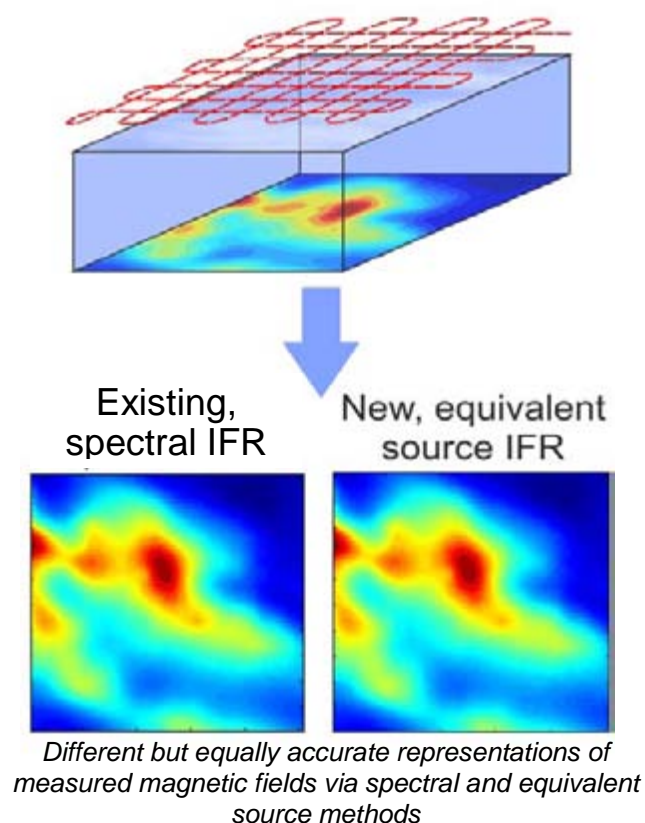 Existing,
spectral IFR
New, equivalent
source IFR
Different but equally accurate representations of
measured magnetic fields via spectral and equivalent
source methods